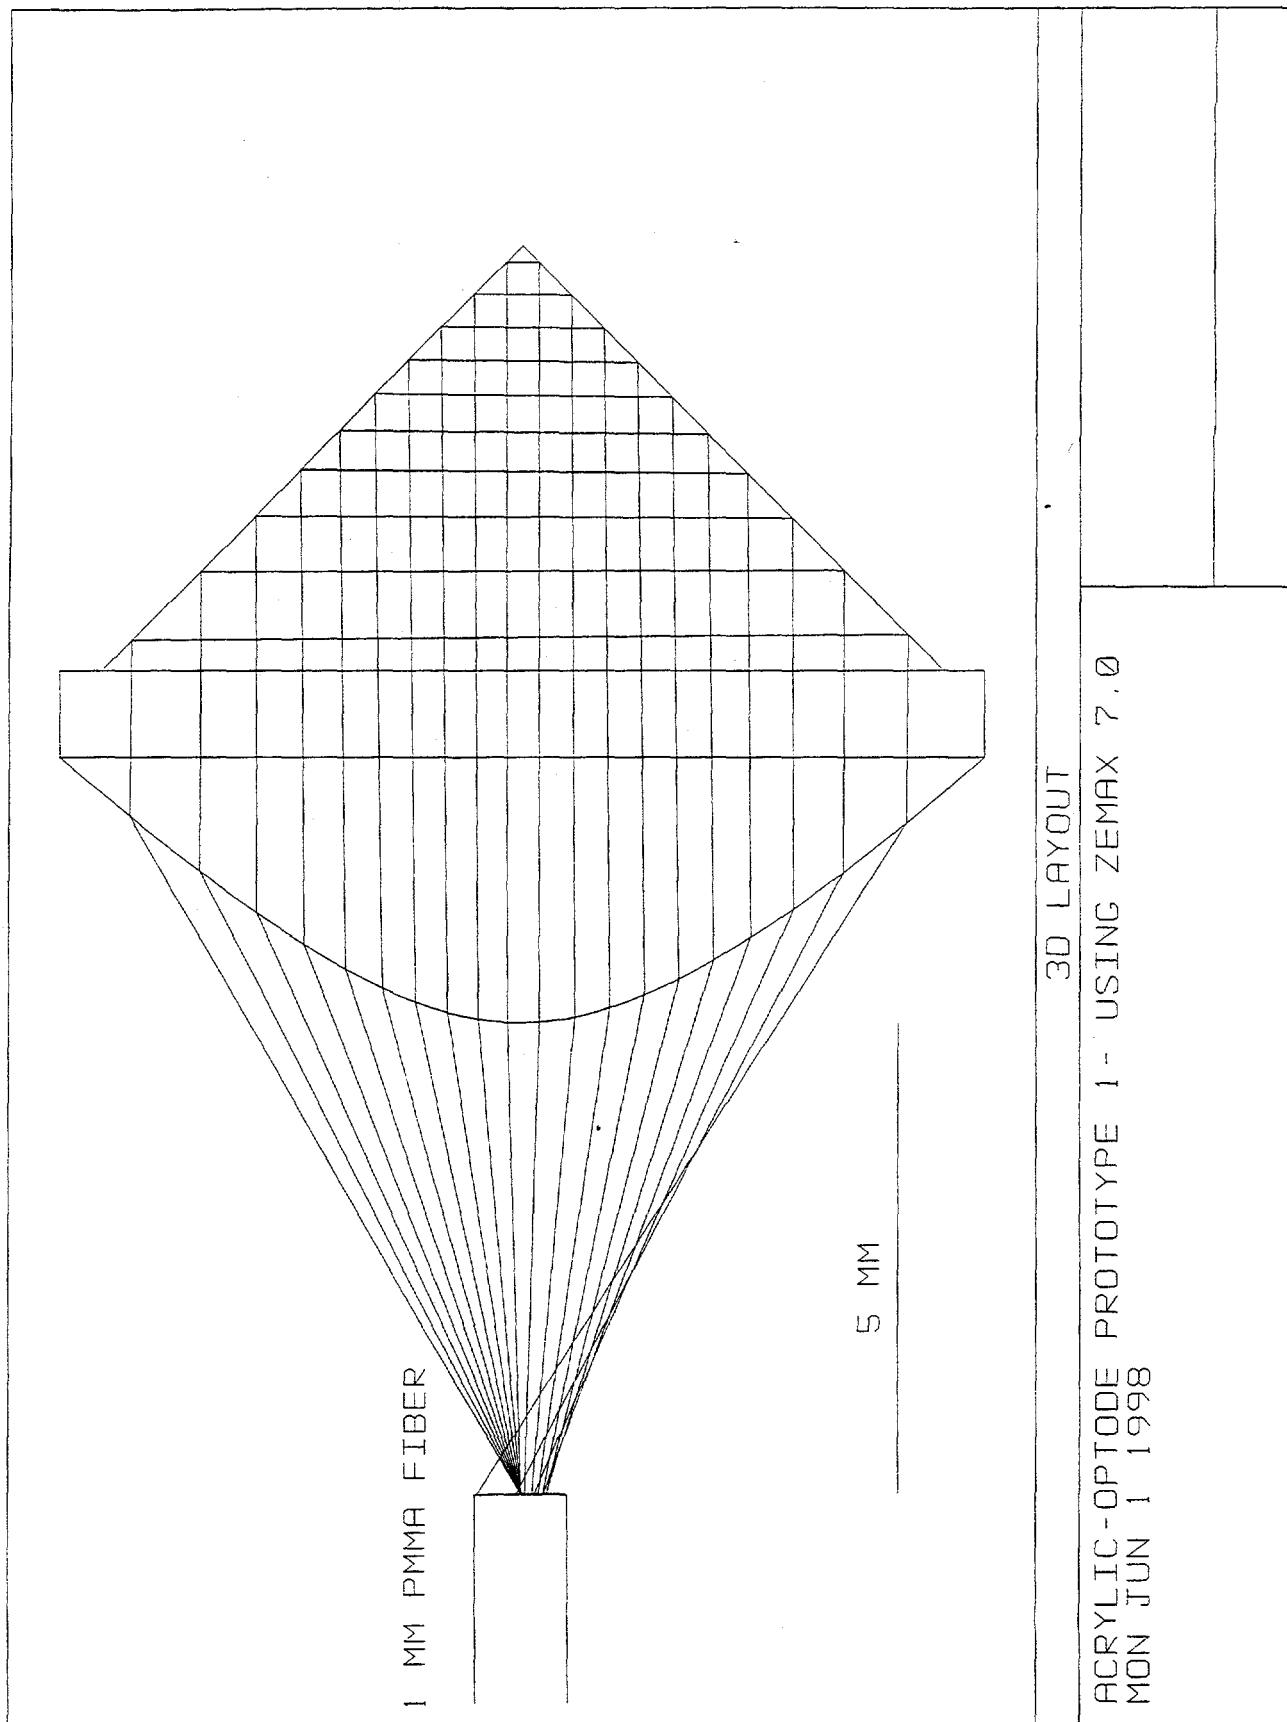 1 MM PMMA FIBER
5 MM
3D LAYOUT
ACRYLIC-OPTODE PROTOTYPE 1- USING ZEMAX 7.0
MON JUN 1 1998